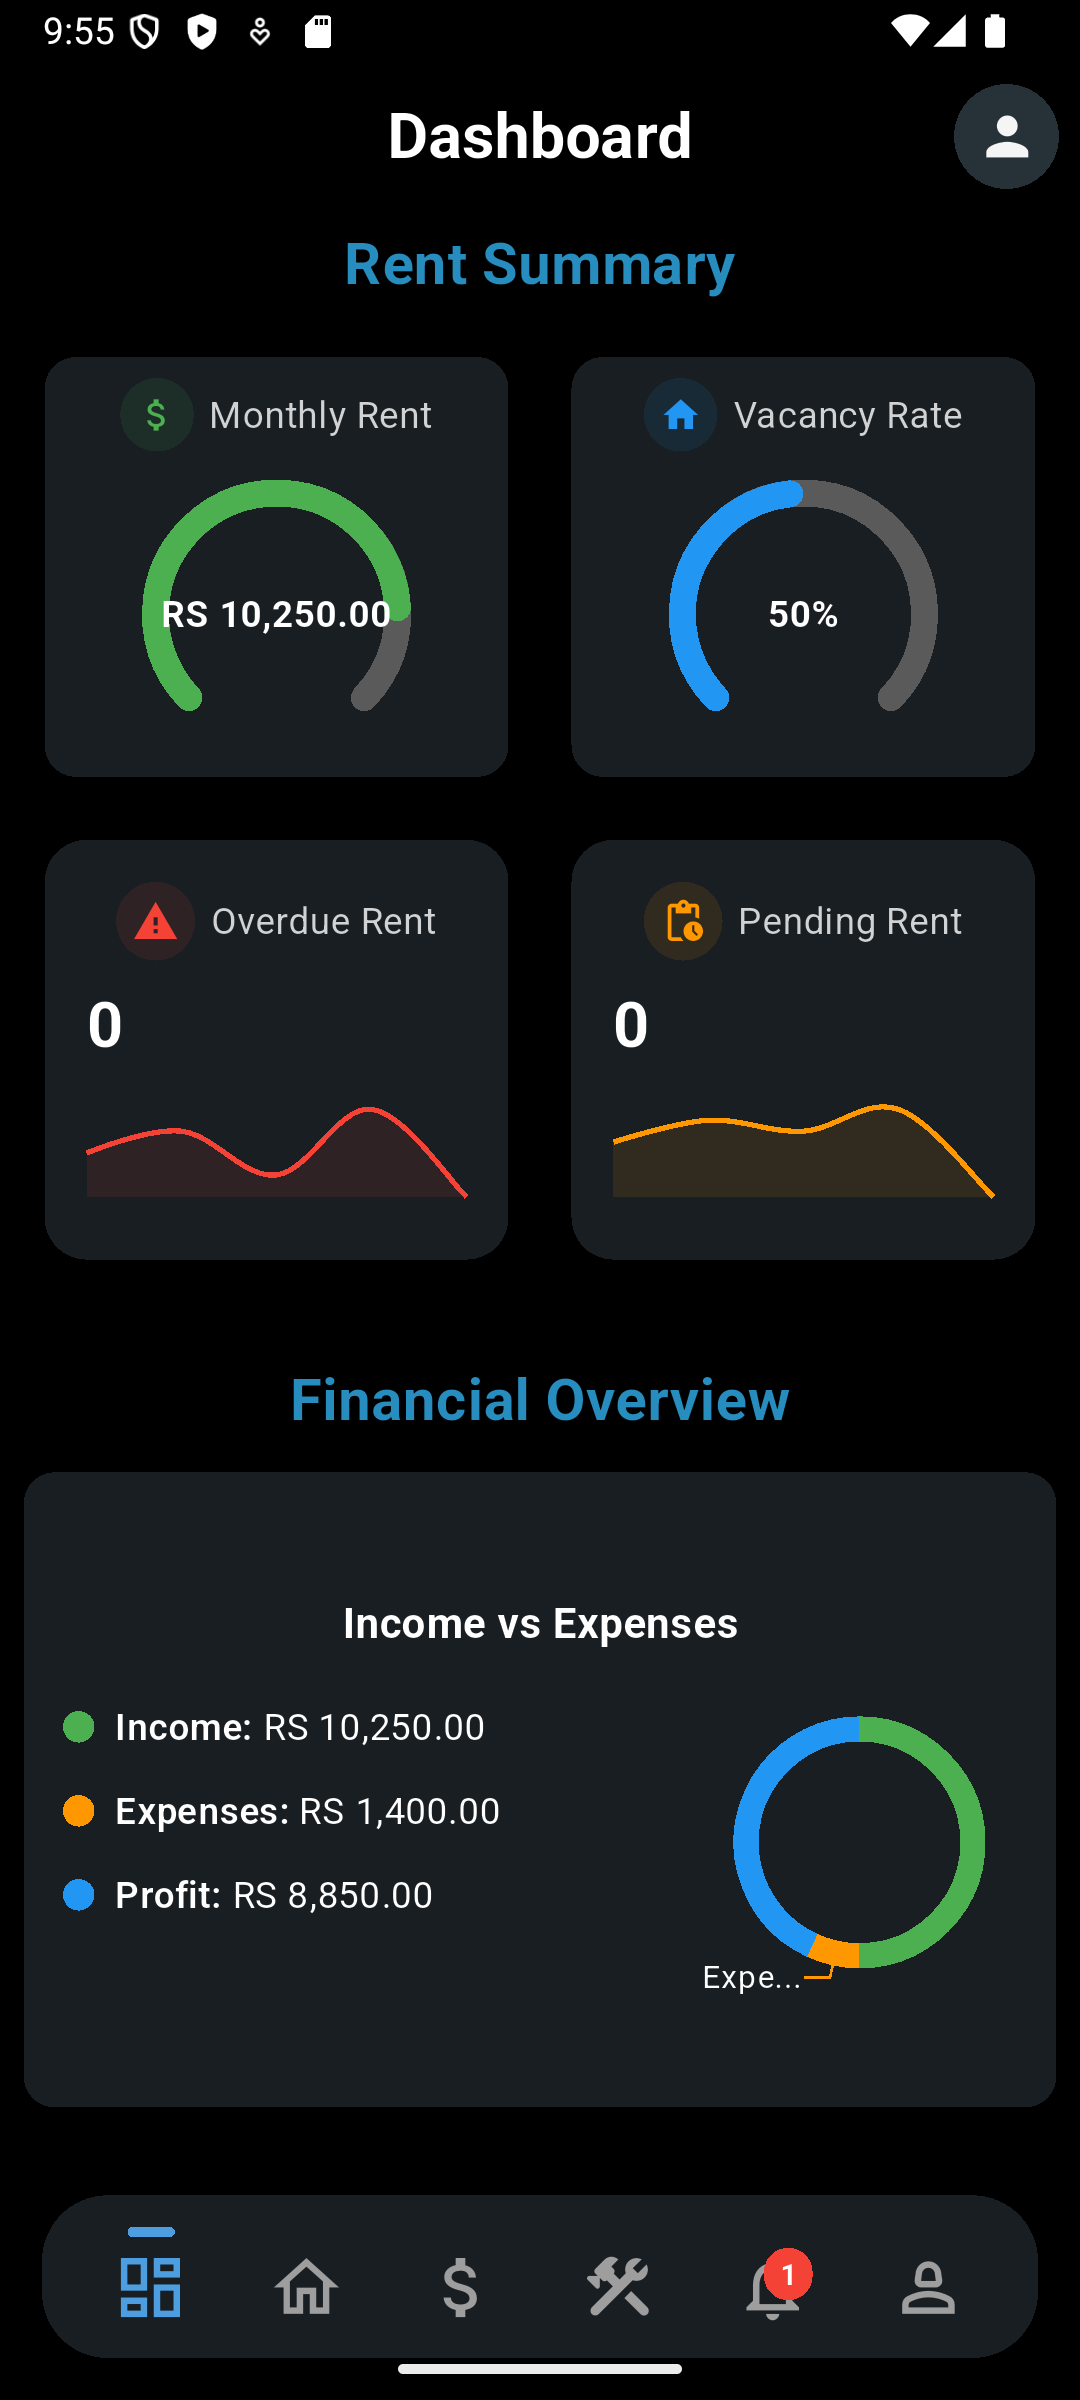 9:55
Dashboard
Rent Summary
Monthly Rent
Vacancy Rate
RS 10,250.00
50%
Overdue Rent
Pending Rent
0
0
Financial Overview
Income vs Expenses
Income: RS 10,250.00
Expenses: RS 1,400.00
Profit: RS 8,850.00
Expe...
1